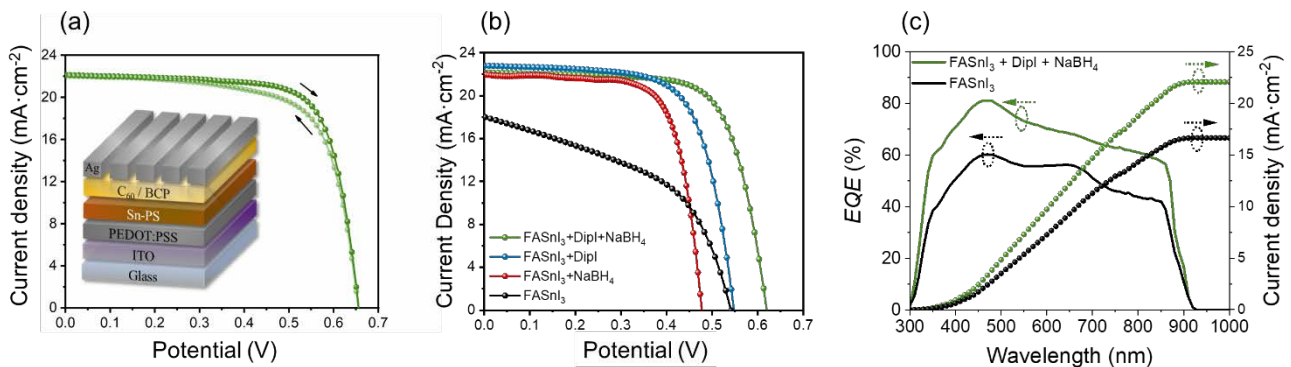 (a)
24
20
16
12
8
4
0
Current density (mA·cm⁻²)
Ag
C₆₀ / BCP
Sn-PS
PEDOT:PSS
ITO
Glass
0.0 0.1 0.2 0.3 0.4 0.5 0.6 0.7
Potential (V)
(b)
24
20
16
12
8
4
0
Current Density (mA·cm⁻²)
FASnI₃+DipI+NaBH₄
FASnI₃+DipI
FASnI₃+NaBH₄
FASnI₃
0.0 0.1 0.2 0.3 0.4 0.5 0.6 0.7
Potential (V)
(c)
100
80
60
40
20
0
EQE (%)
FASnI₃ + DipI + NaBH₄
FASnI₃
25
20
15
10
5
0
Current density (mA·cm⁻²)
300 400 500 600 700 800 900 1000
Wavelength (nm)